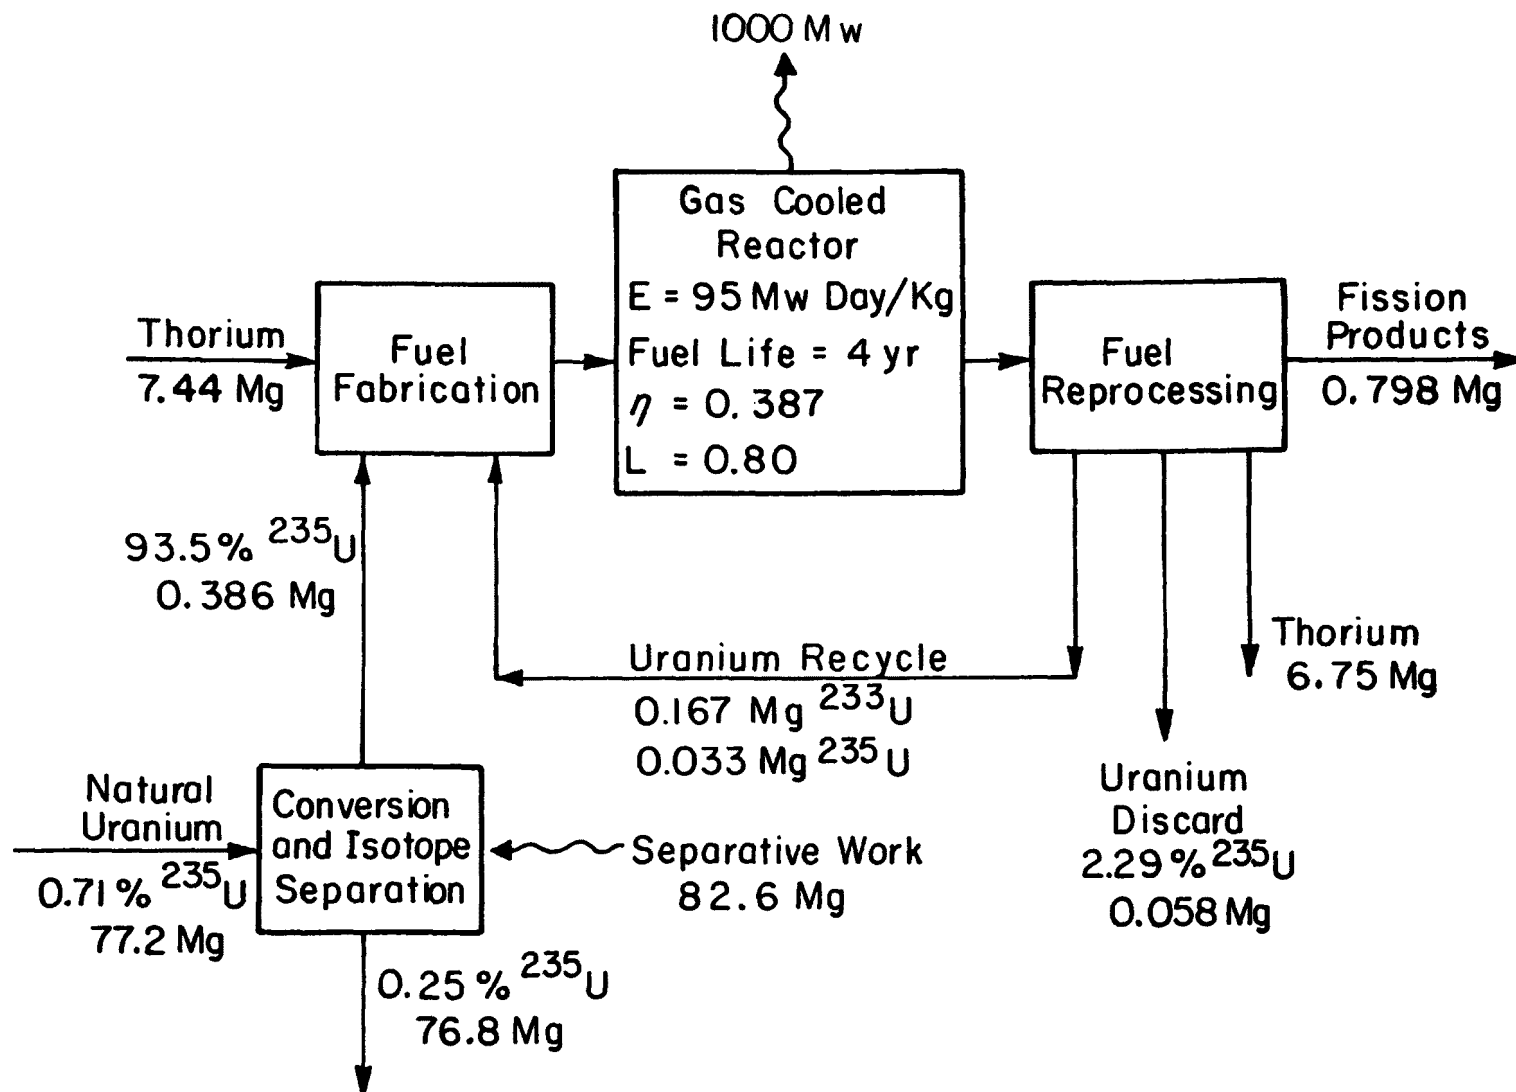 1000 Mw
Gas Cooled
Reactor
E = 95 Mw Day/Kg
Fuel Life = 4 yr
η = 0.387
L = 0.80
Thorium
7.44 Mg
Fuel
Fabrication
Fuel
Reprocessing
Fission
Products
0.798 Mg
93.5% ²³⁵U
0.386 Mg
Uranium Recycle
0.167 Mg ²³³U
0.033 Mg ²³⁵U
Thorium
6.75 Mg
Uranium
Discard
2.29% ²³⁵U
0.058 Mg
Natural
Uranium
0.71% ²³⁵U
77.2 Mg
Conversion
and Isotope
Separation
Separative Work
82.6 Mg
0.25% ²³⁵U
76.8 Mg